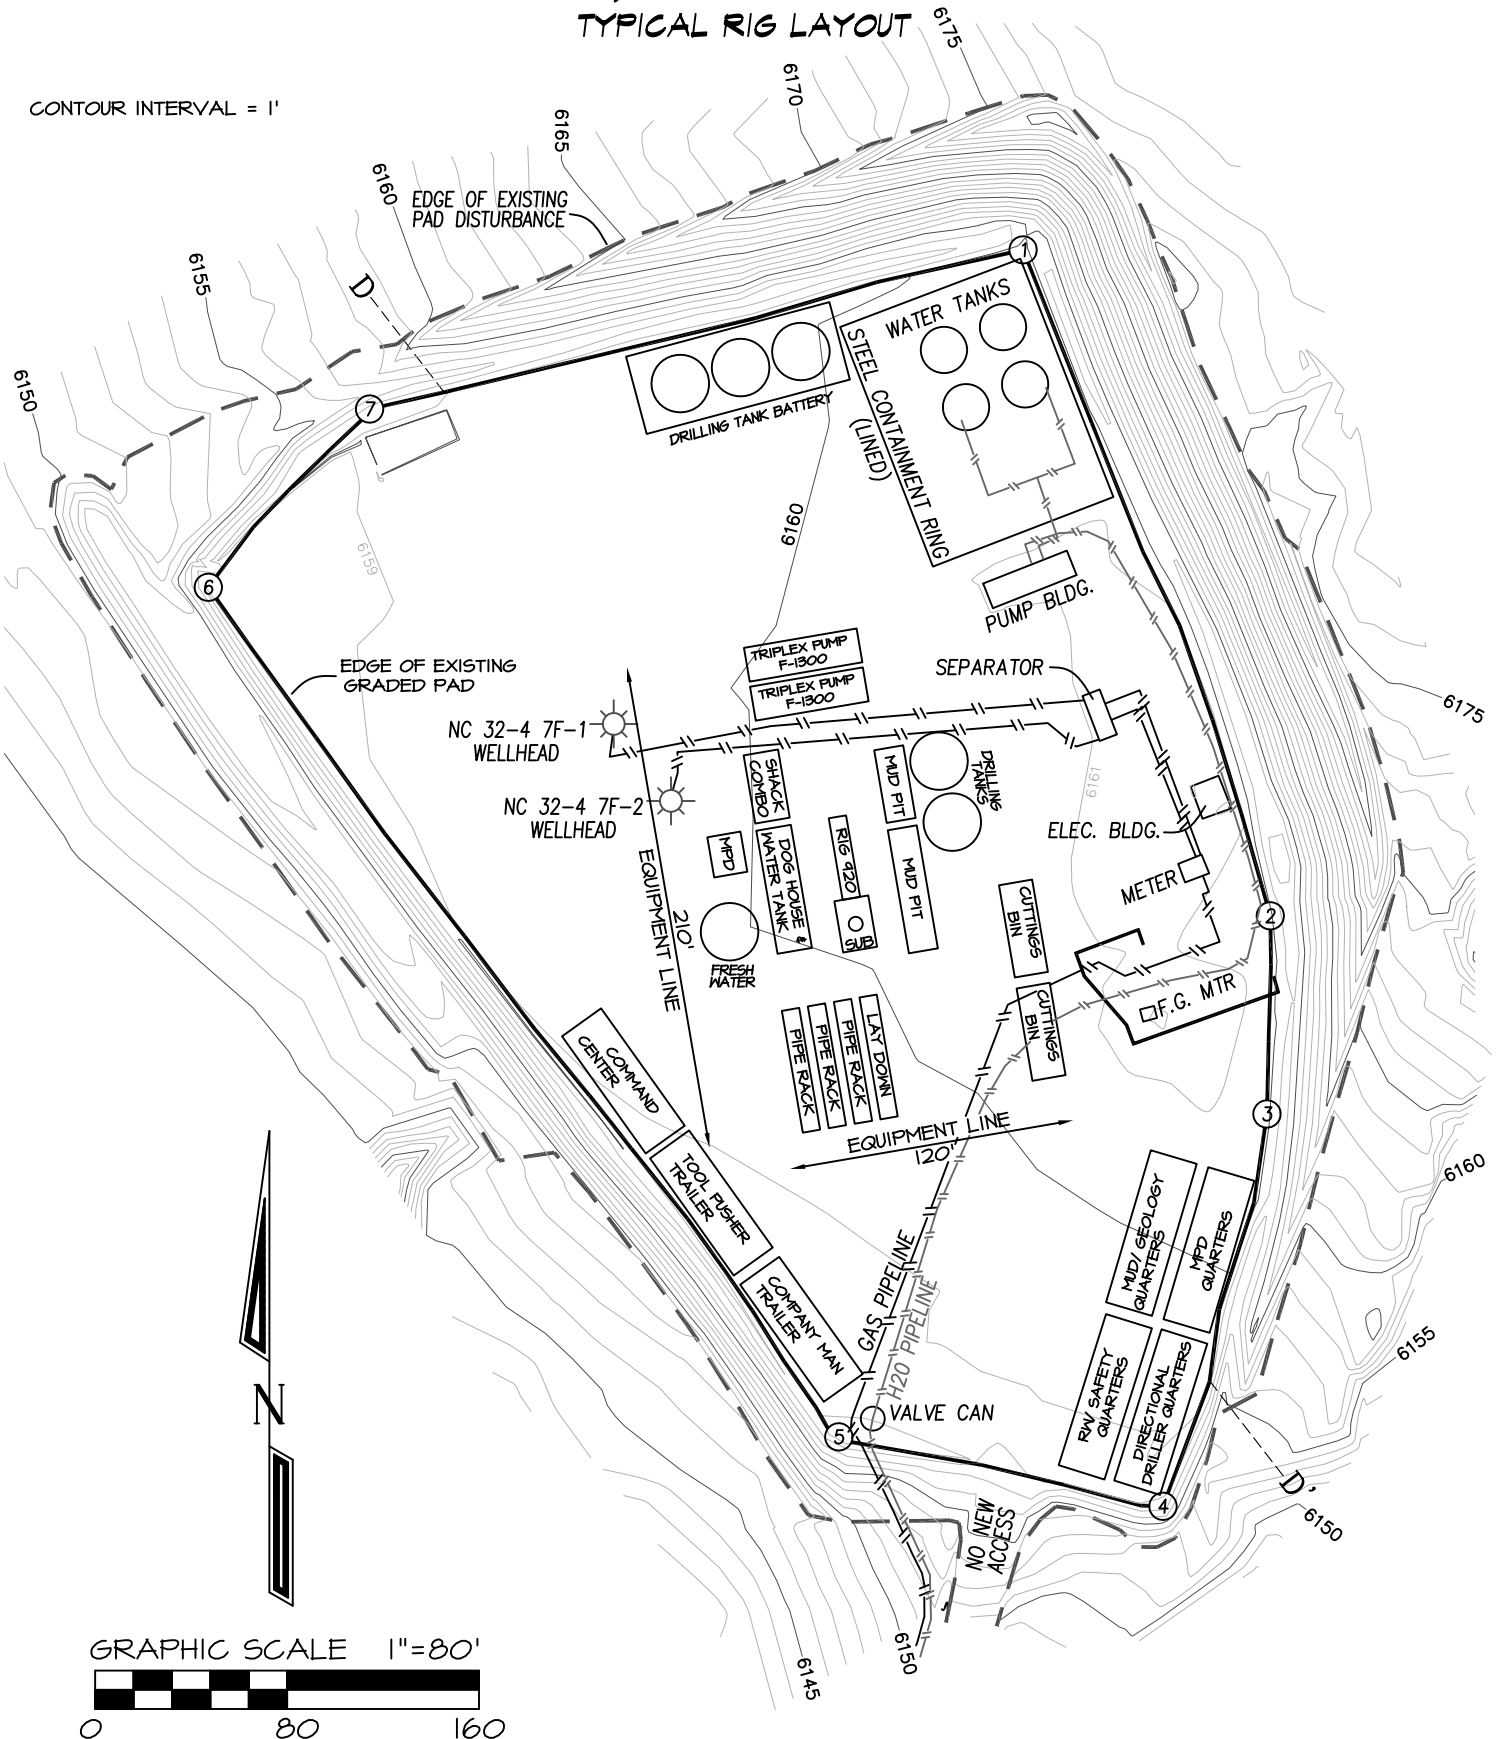 TYPICAL RIG LAYOUT
CONTOUR INTERVAL = 1'
6175
6170
6165
6160
6155
6150
EDGE OF EXISTING
PAD DISTURBANCE
D
1
7
6
WATER TANKS
STEEL CONTAINMENT RING
(LINED)
DRILLING TANK BATTERY
6160
6159
PUMP BLDG.
EDGE OF EXISTING
GRADED PAD
TRIPLEX PUMP
F-1300
TRIPLEX PUMP
F-1300
SEPARATOR
6175
NC 32-4 7F-1
WELLHEAD
NC 32-4 7F-2
WELLHEAD
SHACK
COMBO
MUD PIT
DRILLING
TANKS
6161
ELEC. BLDG.
MPD
DOG HOUSE &
WATER TANK
RIG 920
SUB
MUD PIT
METER
2
EQUIPMENT LINE
210'
FRESH
WATER
CUTTINGS
BIN
CUTTINGS
BIN
F.G. MTR
PIPE RACK
PIPE RACK
PIPE RACK
LAY DOWN
COMMAND
CENTER
EQUIPMENT LINE
120'
3
TOOL PUSHER
TRAILER
MUD/ GEOLOGY
QUARTERS
MPD
QUARTERS
6160
GAS PIPELINE
H20 PIPELINE
COMPANY MAN
TRAILER
RW/ SAFETY
QUARTERS
DIRECTIONAL
DRILLER QUARTERS
6155
VALVE CAN
5
4
D'
6150
N
NO NEW
ACCESS
6150
6145
GRAPHIC SCALE 1"=80'
0 80 160